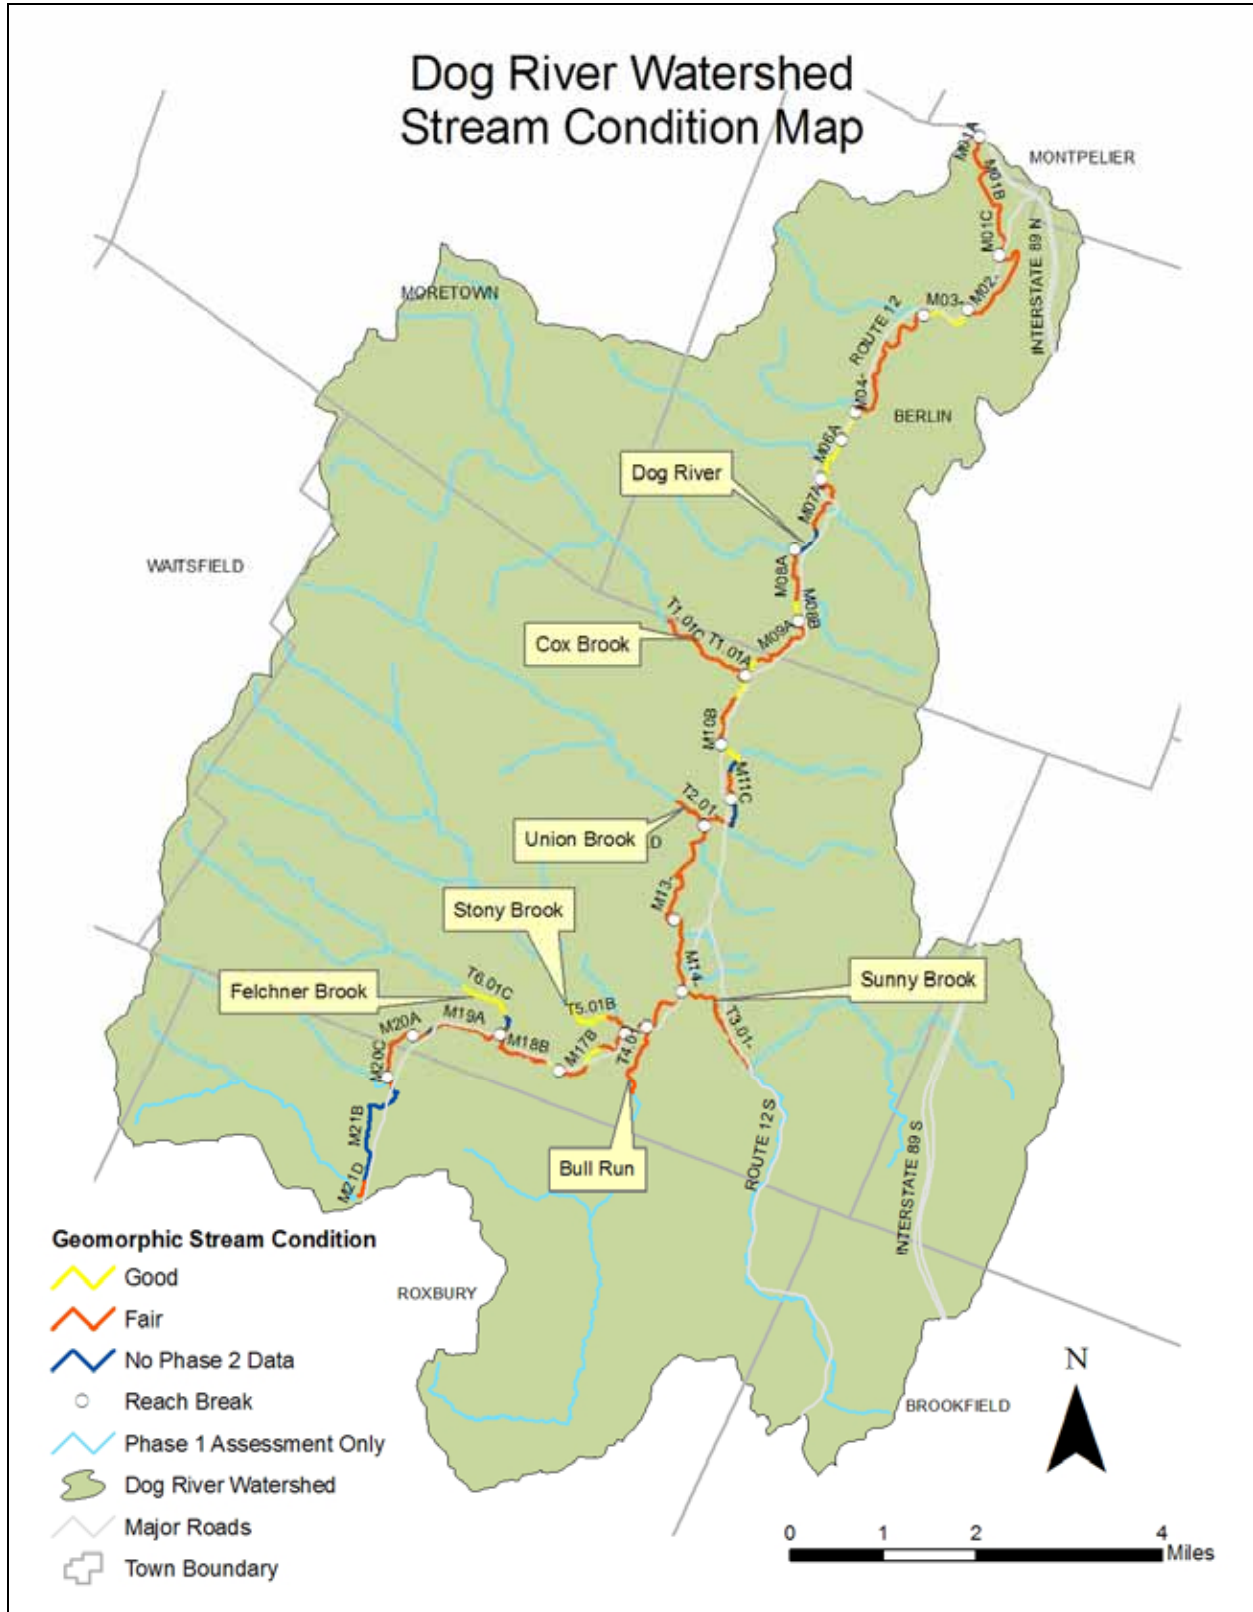 Dog River Watershed
Stream Condition Map
M01A
MONTPELIER
M01B
M01C
INTERSTATE 89 N
M02-
M03-
MORETOWN
ROUTE 12
M04-
BERLIN
M06A
Dog River
M07A
WAITSFIELD
M08A
M08B
T1.01C
T1.01A
M09A
Cox Brook
M10B
M11C
T2.01-
Union Brook
D
M13-
Stony Brook
M14-
Sunny Brook
Felchner Brook
T6.01C
T5.01B
T3.01-
M19A
M20A
M18B
M17B
T4.01
M20C
M21B
Bull Run
ROUTE 12 S
INTERSTATE 89 S
M21D
Geomorphic Stream Condition
Good
Fair
No Phase 2 Data
Reach Break
Phase 1 Assessment Only
Dog River Watershed
Major Roads
Town Boundary
ROXBURY
BROOKFIELD
N
0 1 2 4
Miles